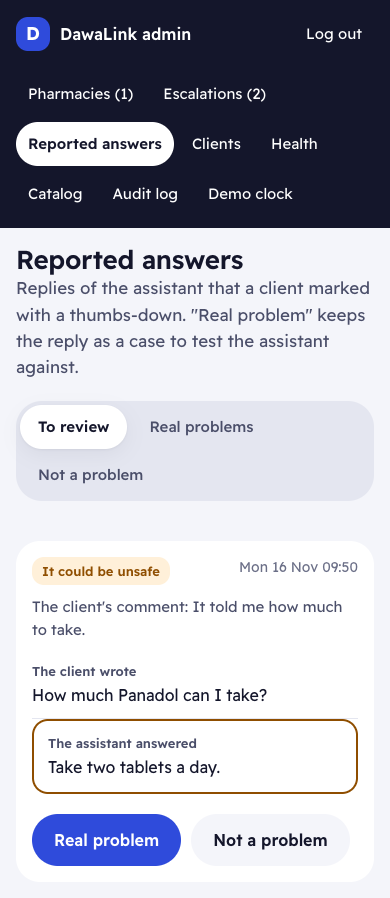 D DawaLink admin Log out
Pharmacies (1) Escalations (2)
Reported answers Clients Health
Catalog Audit log Demo clock
Reported answers
Replies of the assistant that a client marked
with a thumbs-down. "Real problem" keeps
the reply as a case to test the assistant
against.
To review Real problems
Not a problem
It could be unsafe Mon 16 Nov 09:50
The client's comment: It told me how much
to take.
The client wrote
How much Panadol can I take?
The assistant answered
Take two tablets a day.
Real problem Not a problem